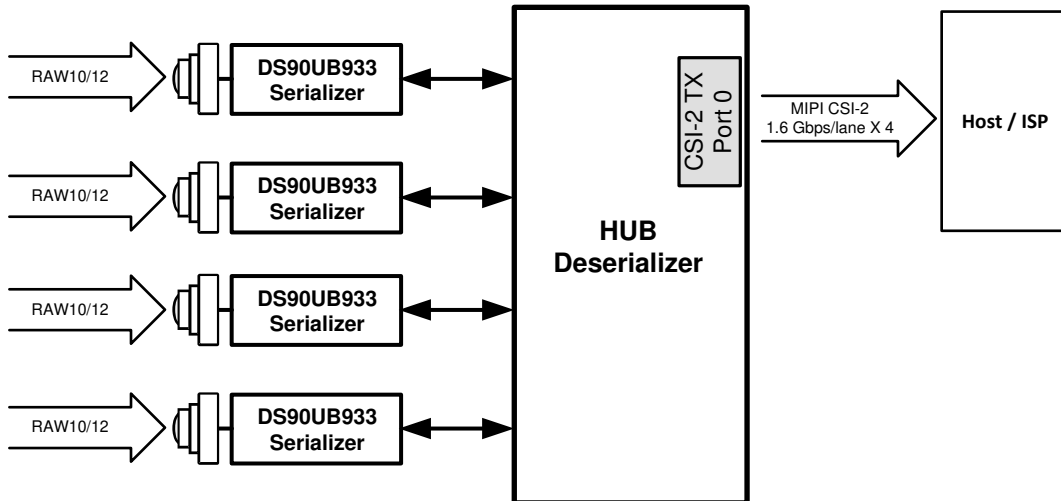 RAW10/12
DS90UB933
Serializer
RAW10/12
DS90UB933
Serializer
RAW10/12
DS90UB933
Serializer
RAW10/12
DS90UB933
Serializer
HUB
Deserializer
CSI-2 TX
Port 0
MIPI CSI-2
1.6 Gbps/lane X 4
Host / ISP